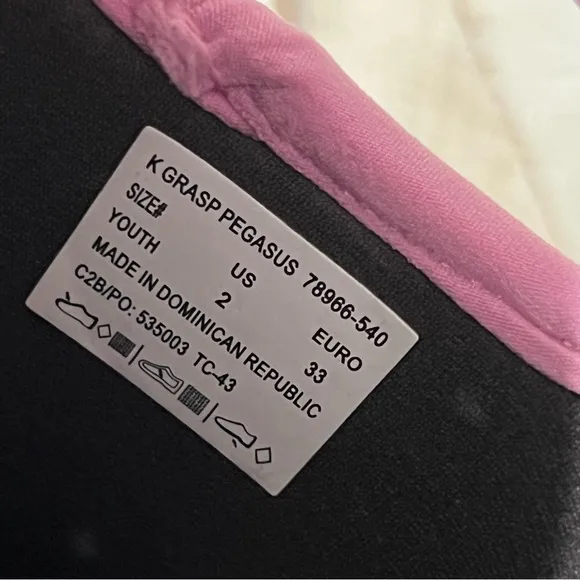 K GRASP PEGASUS 78966-540
SIZE#
YOUTH US EURO
2 33
MADE IN DOMINICAN REPUBLIC
C2B/PO: 535003 TC-43